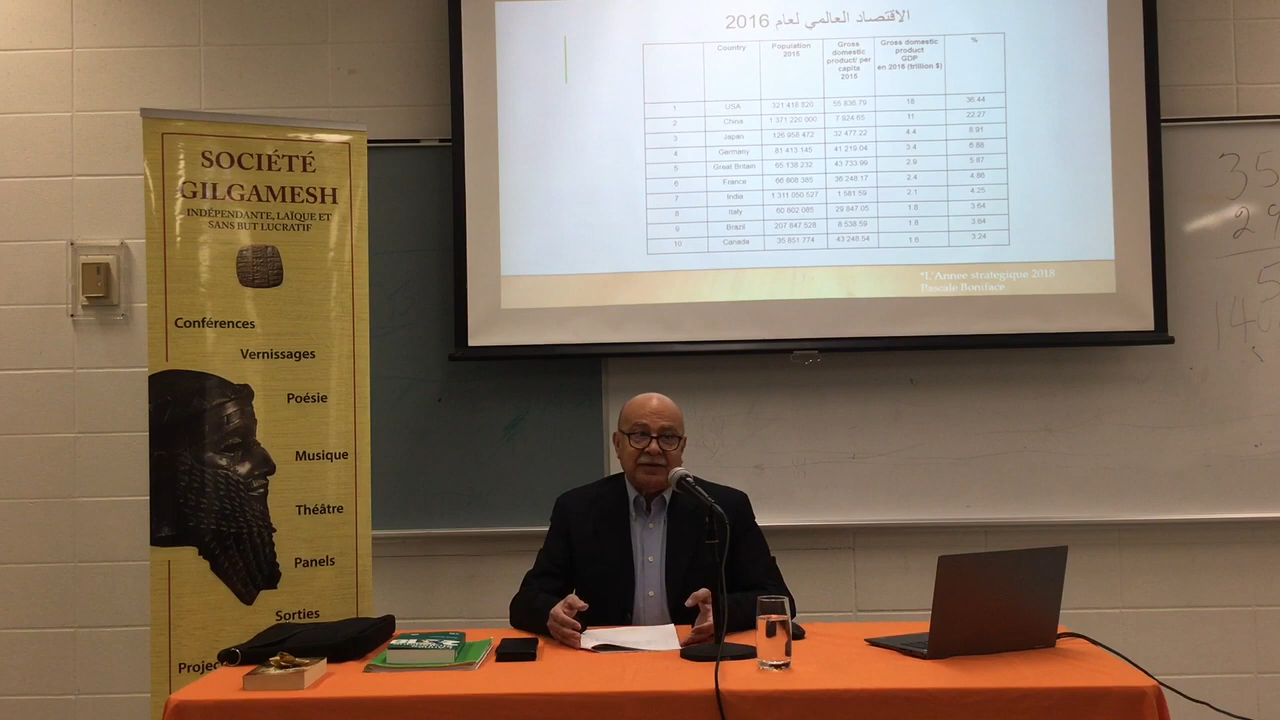 SOCIÉTÉ
GILGAMESH
INDÉPENDANTE, LAÏQUE ET
SANS BUT LUCRATIF
Conférences
Vernissages
Poésie
Musique
Théâtre
Panels
Sorties
Projec
الاقتصاد العالمي لعام 2016
Country Population 2015 Gross domestic product/ per capita 2015 Gross domestic product GDP en 2016 (trillion $) %
1 USA 321 418 820 55 836.79 18 36.44
2 China 1 371 220 000 7 924.65 11 22.27
3 Japan 126 958 472 32 477.22 4.4 8.91
4 Germany 81 413 145 41 219.04 3.4 6.88
5 Great Britain 65 138 232 43 733.99 2.9 5.87
6 France 66 808 385 36 248.17 2.4 4.86
7 Indie 1 311 050 527 1 581.59 2.1 4.25
8 Italy 60 802 085 29 847.05 1.8 3.64
9 Brazil 207 847 528 8 538.59 1.8 3.64
10 Canada 35 851 774 43 248.54 1.6 3.24
*L'Annee strategique 2018
Pascale Boniface
35
2
5
14